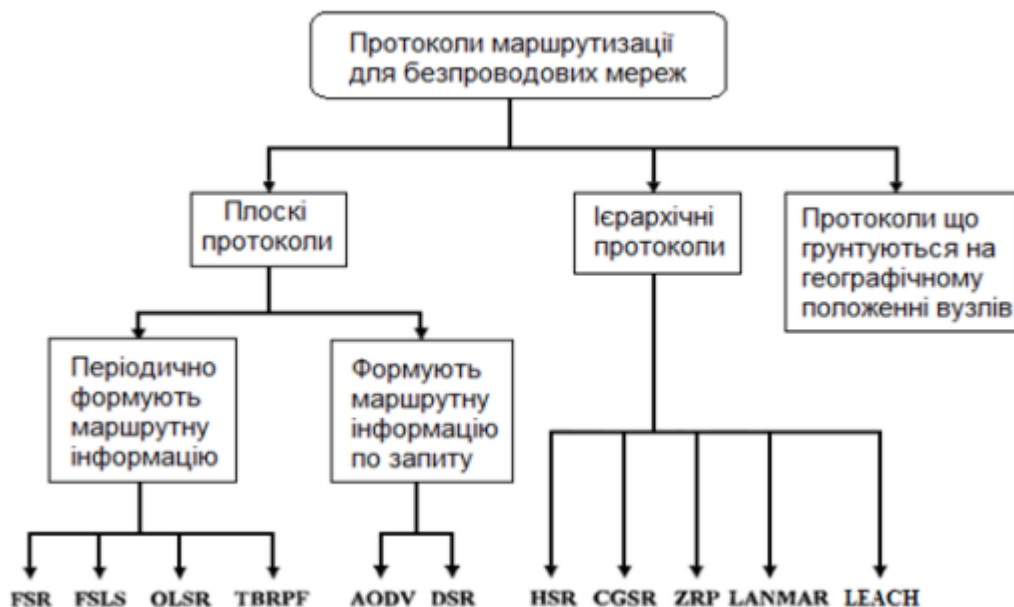 Протоколи маршрутизації
для безпроводових мереж
Плоскі
протоколи
Ієрархічні
протоколи
Протоколи що
грунтуються на
географічному
положенні вузлів
Періодично
формують
маршрутну
інформацію
Формують
маршрутну
інформацію
по запиту
FSR FSLS OLSR TBRPF AODV DSR HSR CGSR ZRP LANMAR LEACH